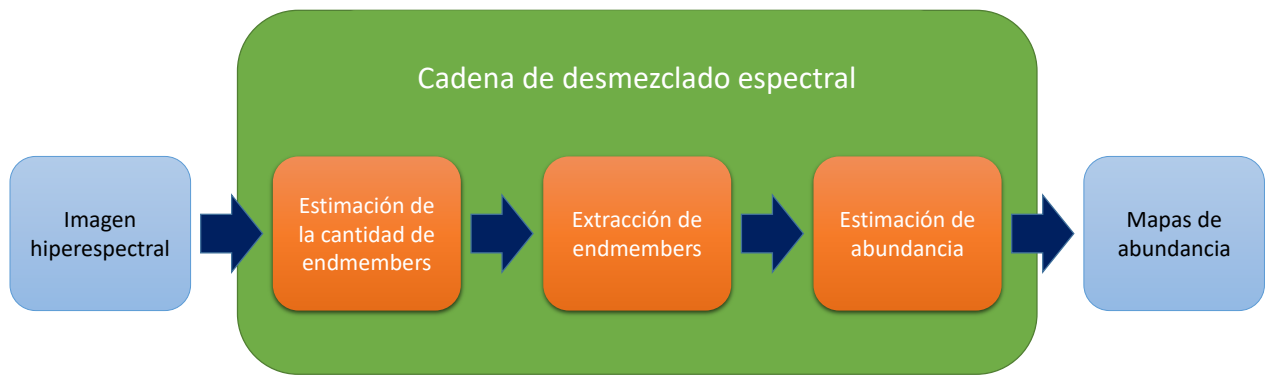 Cadena de desmezclado espectral
Imagen
hiperespectral
Estimación de
la cantidad de
endmembers
Extracción de
endmembers
Estimación de
abundancia
Mapas de
abundancia